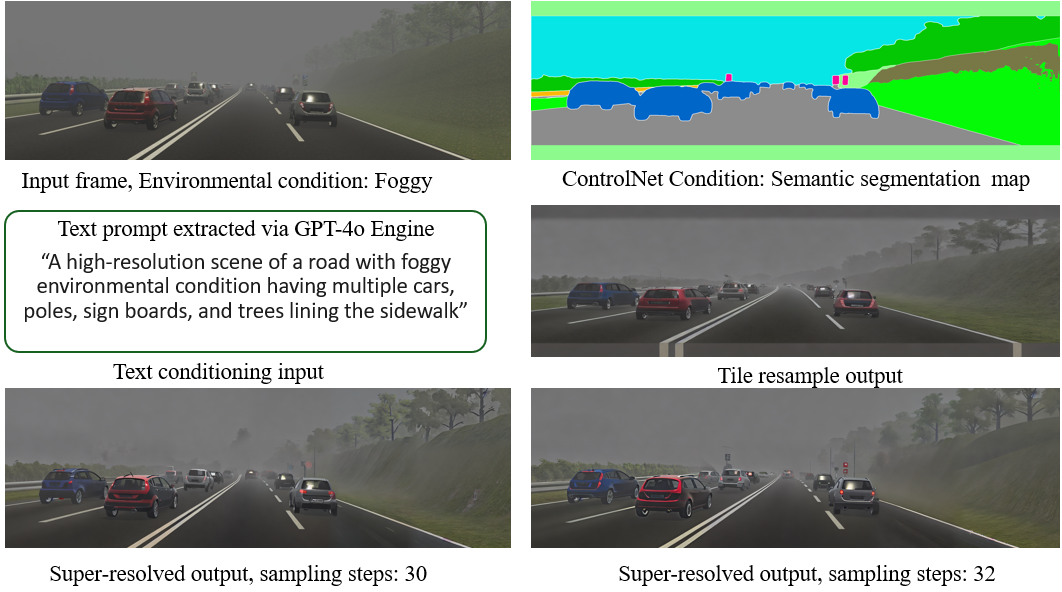 Input frame, Environmental condition: Foggy
ControlNet Condition: Semantic segmentation map
Text prompt extracted via GPT-4o Engine
“A high-resolution scene of a road with foggy
environmental condition having multiple cars,
poles, sign boards, and trees lining the sidewalk”
Text conditioning input
Tile resample output
Super-resolved output, sampling steps: 30
Super-resolved output, sampling steps: 32